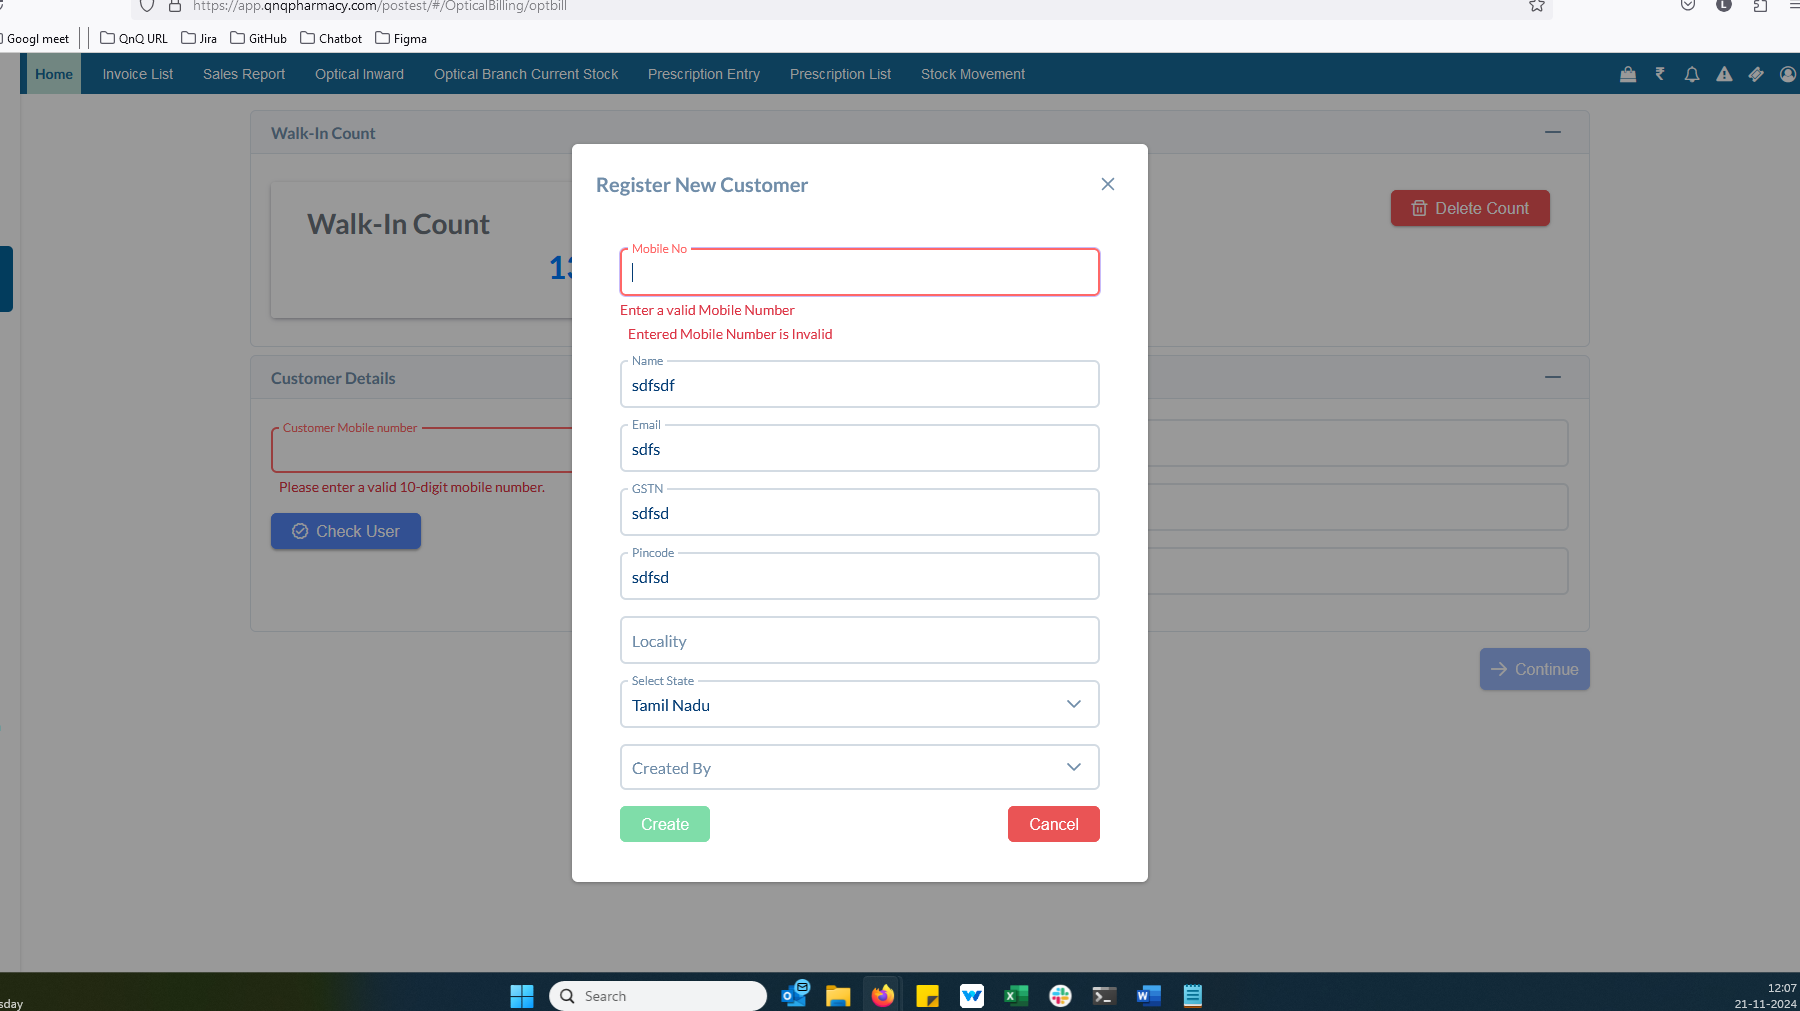 https://app.qnqpharmacy.com/postest/#/OpticalBilling/optbill
L
Googl meet
QnQ URL
Jira
GitHub
Chatbot
Figma
Home
Invoice List
Sales Report
Optical Inward
Optical Branch Current Stock
Prescription Entry
Prescription List
Stock Movement
Walk-In Count
Walk-In Count
Delete Count
Register New Customer
Mobile No
Enter a valid Mobile Number
Entered Mobile Number is Invalid
Name
sdfsdf
Email
sdfs
GSTN
sdfsd
Pincode
sdfsd
Locality
Select State
Tamil Nadu
Created By
Create
Cancel
Customer Details
Customer Mobile number
Please enter a valid 10-digit mobile number.
Check User
Continue
sday
Search
12:07
21-11-2024